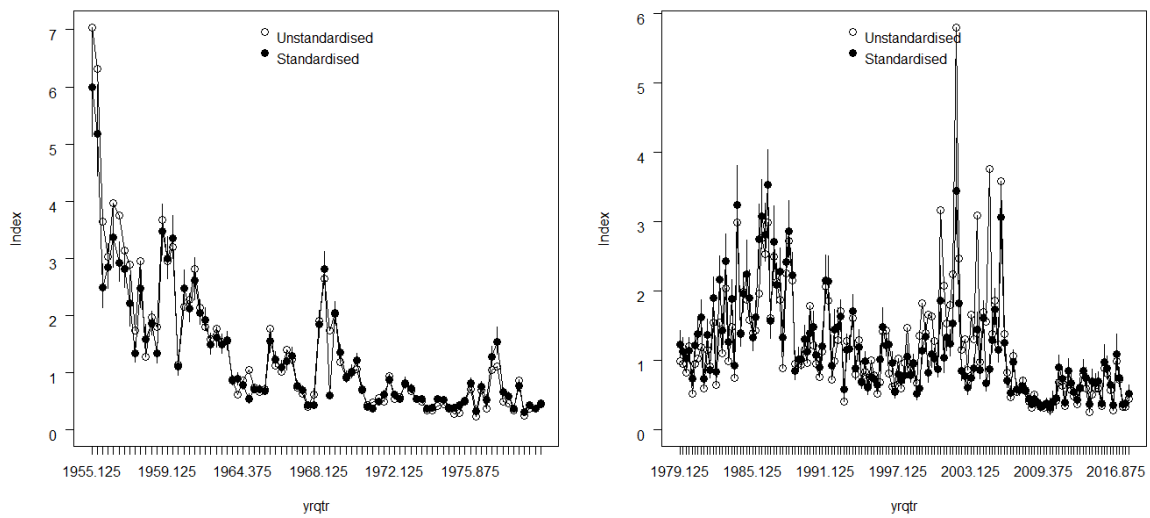 7
6
5
4
3
2
1
0
Index
Unstandardised
Standardised
1955.125 1959.125 1964.375 1968.125 1972.125 1975.875
yrqtr
6
5
4
3
2
1
0
Index
Unstandardised
Standardised
1979.125 1985.125 1991.125 1997.125 2003.125 2009.375 2016.875
yrqtr